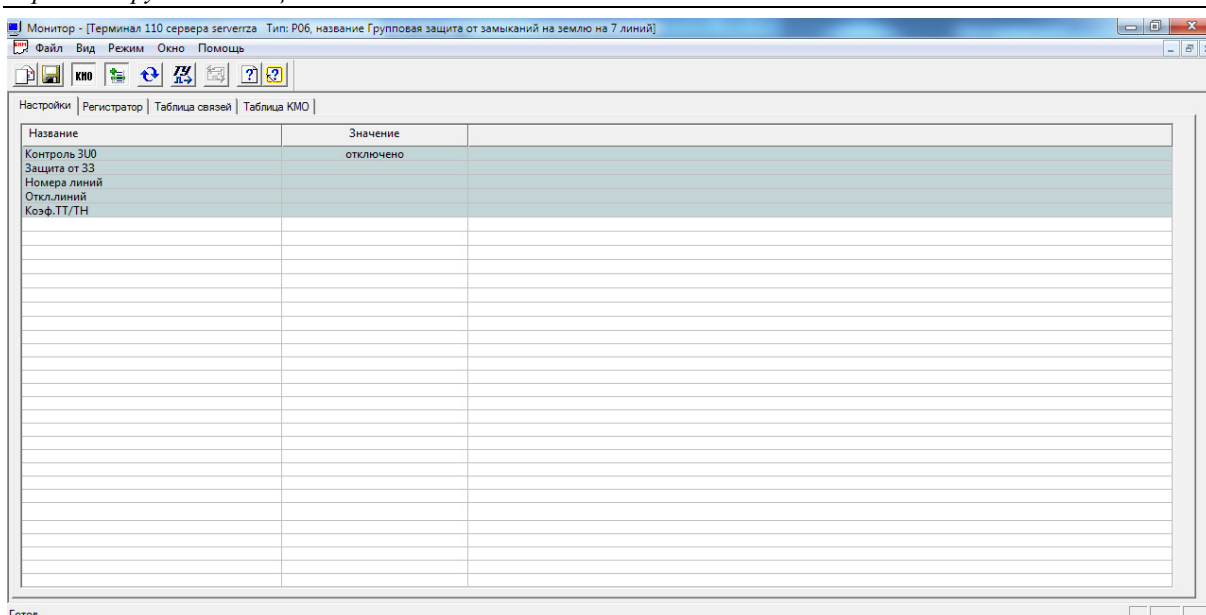 Монитор - [Терминал 110 сервера serverrza Тип: Р06, название Групповая защита от замыканий на землю на 7 линий]
Файл Вид Режим Окно Помощь
КНО ТУ
Настройки Регистратор Таблица связей Таблица КМО
Название Значение
Контроль 3U0 отключено
Защита от ЗЗ
Номера линий
Откл.линий
Коэф.ТТ/ТН
Готов